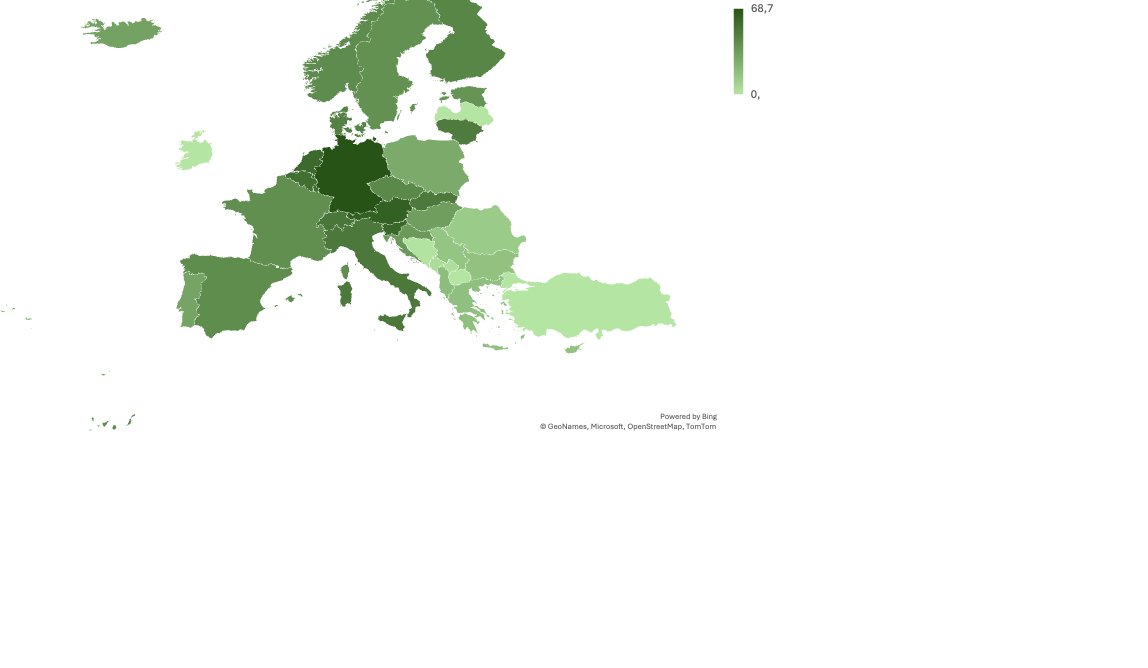 68,7
0,
Powered by Bing
© GeoNames, Microsoft, OpenStreetMap, TomTom